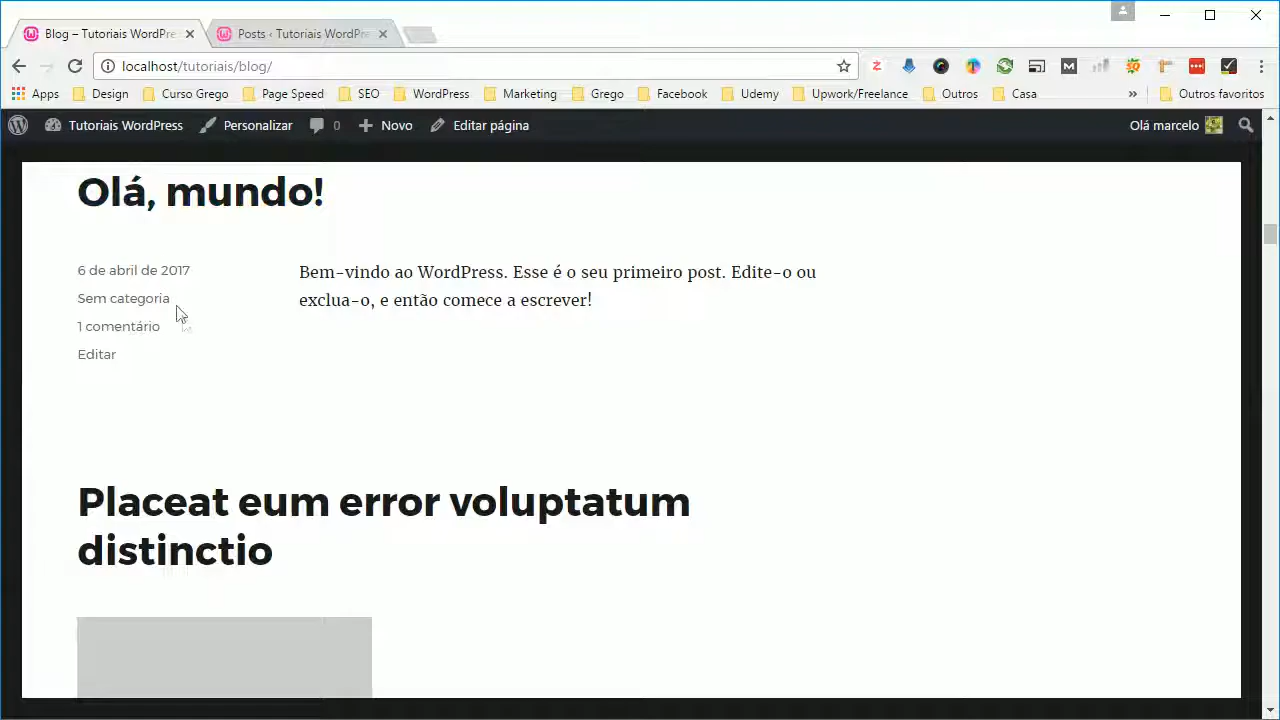 Blog – Tutoriais WordPre
Posts ‹ Tutoriais WordPre
localhost/tutoriais/blog/
Apps
Design
Curso Grego
Page Speed
SEO
WordPress
Marketing
Grego
Facebook
Udemy
Upwork/Freelance
Outros
Casa
»
Outros favoritos
Tutoriais WordPress
Personalizar
0
Novo
Editar página
Olá marcelo
Olá, mundo!
6 de abril de 2017
Sem categoria
1 comentário
Editar
Bem-vindo ao WordPress. Esse é o seu primeiro post. Edite-o ou
exclua-o, e então comece a escrever!
Placeat eum error voluptatum
distinctio